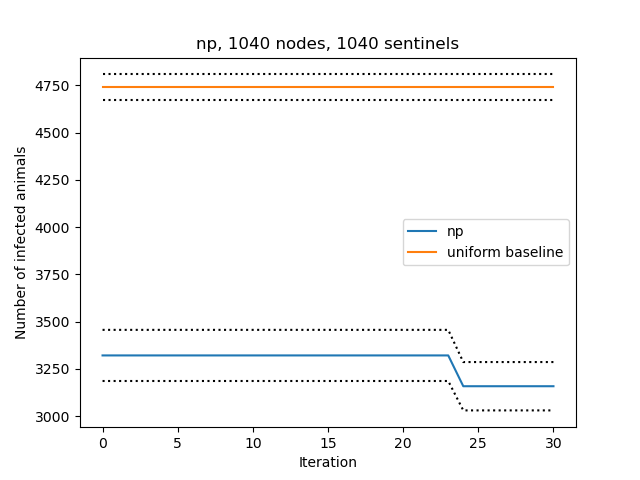 np, 1040 nodes, 1040 sentinels
Number of infected animals
4750
4500
4250
4000
3750
3500
3250
3000
np
uniform baseline
0 5 10 15 20 25 30
Iteration